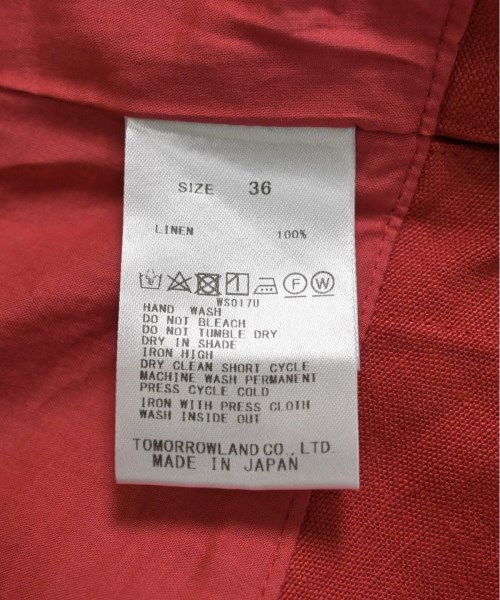 SIZE 36
LINEN 100%
F W
WS017U
HAND WASH
DO NOT BLEACH
DO NOT TUMBLE DRY
DRY IN SHADE
IRON HIGH
DRY CLEAN SHORT CYCLE
MACHINE WASH PERMANENT
PRESS CYCLE COLD
IRON WITH PRESS CLOTH
WASH INSIDE OUT
TOMORROWLAND CO., LTD.
MADE IN JAPAN